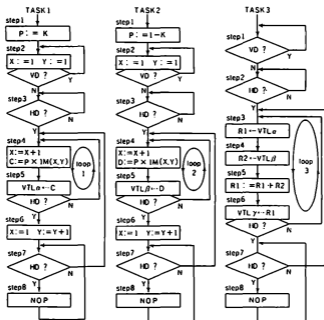 TASK1
step1
P:=K
step2
X:=1 Y:=1
VD ?
Y
N
step3
HD ?
N
Y
step4
X:=X+1
C:=P×IM(X,Y)
loop
1
step5
VTLα←C
HD ?
N
Y
step6
X:=1 Y:=Y+1
step7
HD ?
N
Y
step8
NOP
TASK2
step1
P:=1-K
step2
X:=1 Y:=1
VD ?
Y
N
step3
HD ?
N
Y
step4
X:=X+1
D:=P×IM(X,Y)
loop
2
step5
VTLβ←D
HD ?
N
Y
step6
X:=1 Y:=Y+1
step7
HD ?
N
Y
step8
NOP
TASK3
step1
VD ?
Y
N
step2
HD ?
N
Y
step3
R1←VTLα
step4
R2←VTLβ
loop
3
step5
R1:=R1+R2
step6
VTLγ←R1
HD ?
N
Y
step7
HD ?
N
Y
step8
NOP